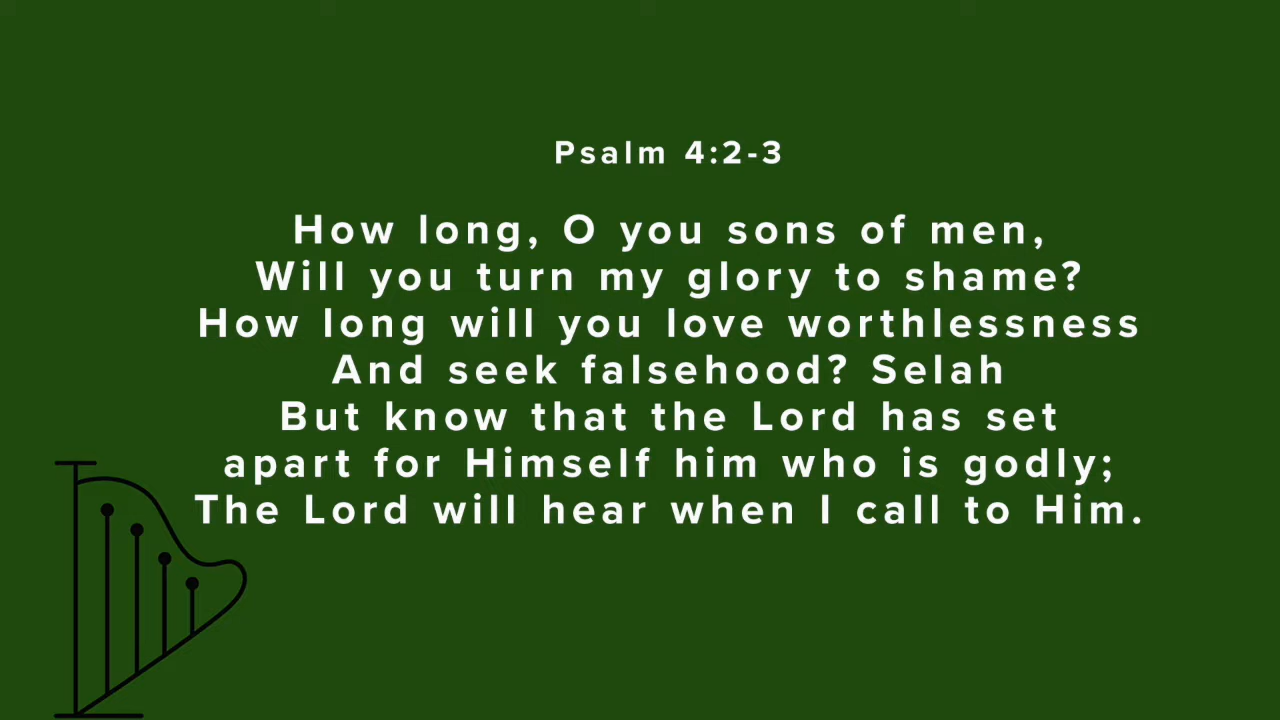 Psalm 4:2-3
How long, O you sons of men,
Will you turn my glory to shame?
How long will you love worthlessness
And seek falsehood? Selah
But know that the Lord has set
apart for Himself him who is godly;
The Lord will hear when I call to Him.